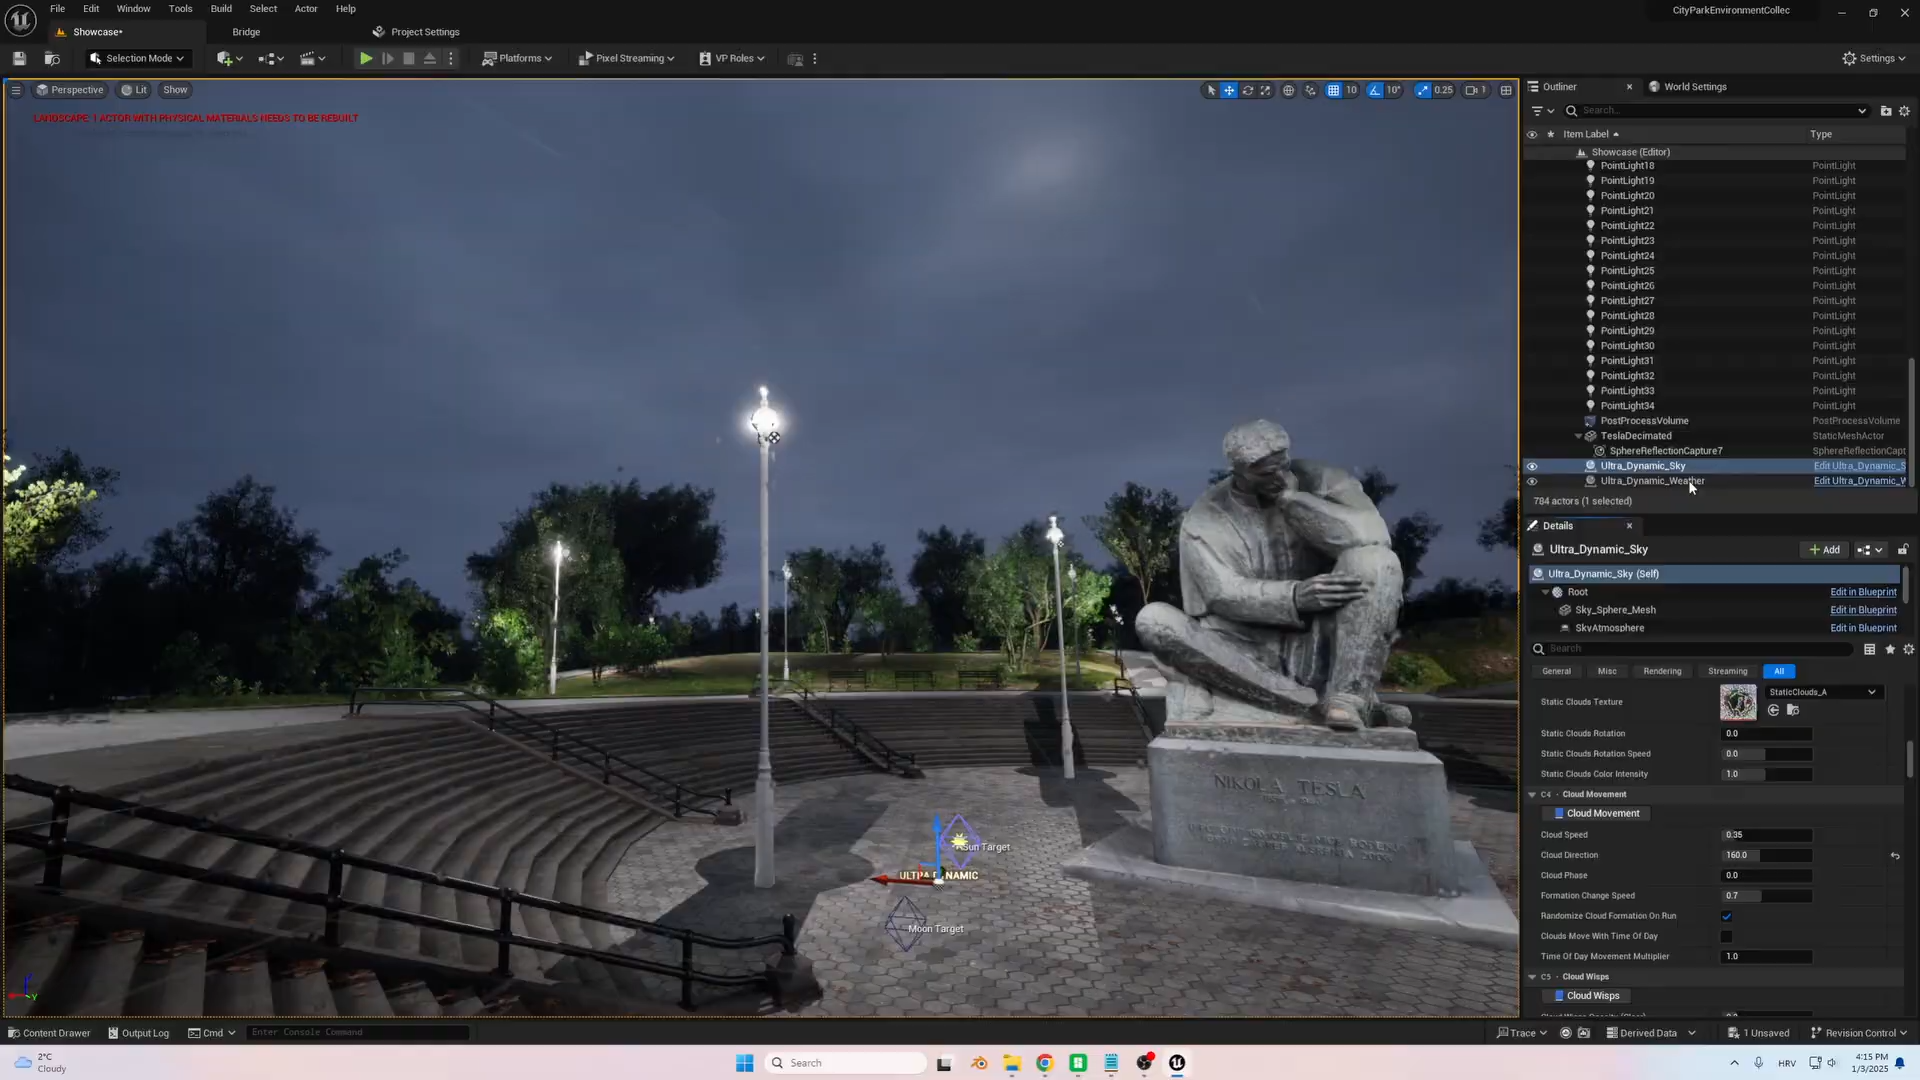 File Edit Window Tools Build Select Actor Help
CityParkEnvironmentCollec
Showcase*
Bridge
Project Settings
Selection Mode
Platforms
Pixel Streaming
VP Roles
Settings
Perspective
Lit
Show
10
10°
0.25
1
LANDSCAPE: 1 ACTOR WITH PHYSICAL MATERIALS NEEDS TO BE REBUILT
NIKOLA TESLA
Sun Target
ULTRA DYNAMIC
Moon Target
Outliner
World Settings
Search...
Item Label
Type
Showcase (Editor)
PointLight18 PointLight
PointLight19 PointLight
PointLight20 PointLight
PointLight21 PointLight
PointLight22 PointLight
PointLight23 PointLight
PointLight24 PointLight
PointLight25 PointLight
PointLight26 PointLight
PointLight27 PointLight
PointLight28 PointLight
PointLight29 PointLight
PointLight30 PointLight
PointLight31 PointLight
PointLight32 PointLight
PointLight33 PointLight
PointLight34 PointLight
PostProcessVolume PostProcessVolume
TeslaDecimated StaticMeshActor
SphereReflectionCapture7 SphereReflectionCapt
Ultra_Dynamic_Sky Edit Ultra_Dynamic_S
Ultra_Dynamic_Weather Edit Ultra_Dynamic_W
784 actors (1 selected)
Details
Ultra_Dynamic_Sky
Add
Ultra_Dynamic_Sky (Self)
Root Edit in Blueprint
Sky_Sphere_Mesh Edit in Blueprint
SkyAtmosphere Edit in Blueprint
Search
General Misc Rendering Streaming All
Static Clouds Texture StaticClouds_A
Static Clouds Rotation 0.0
Static Clouds Rotation Speed 0.0
Static Clouds Color Intensity 1.0
C4 · Cloud Movement
Cloud Movement
Cloud Speed 0.35
Cloud Direction 160.0
Cloud Phase 0.0
Formation Change Speed 0.7
Randomize Cloud Formation On Run
Clouds Move With Time Of Day
Time Of Day Movement Multiplier 1.0
C5 · Cloud Wisps
Cloud Wisps
Content Drawer
Output Log
Cmd
Enter Console Command
Trace
Derived Data
1 Unsaved
Revision Control
2°C
Cloudy
Search
HRV
4:15 PM
1/3/2025